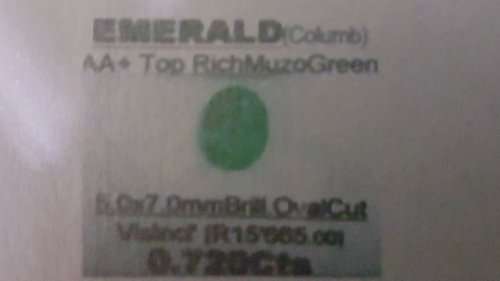 EMERALD(Columb)
AA+ Top RichMuzoGreen
5.0x7.0mmBrill.OvalCut
0.720Cts